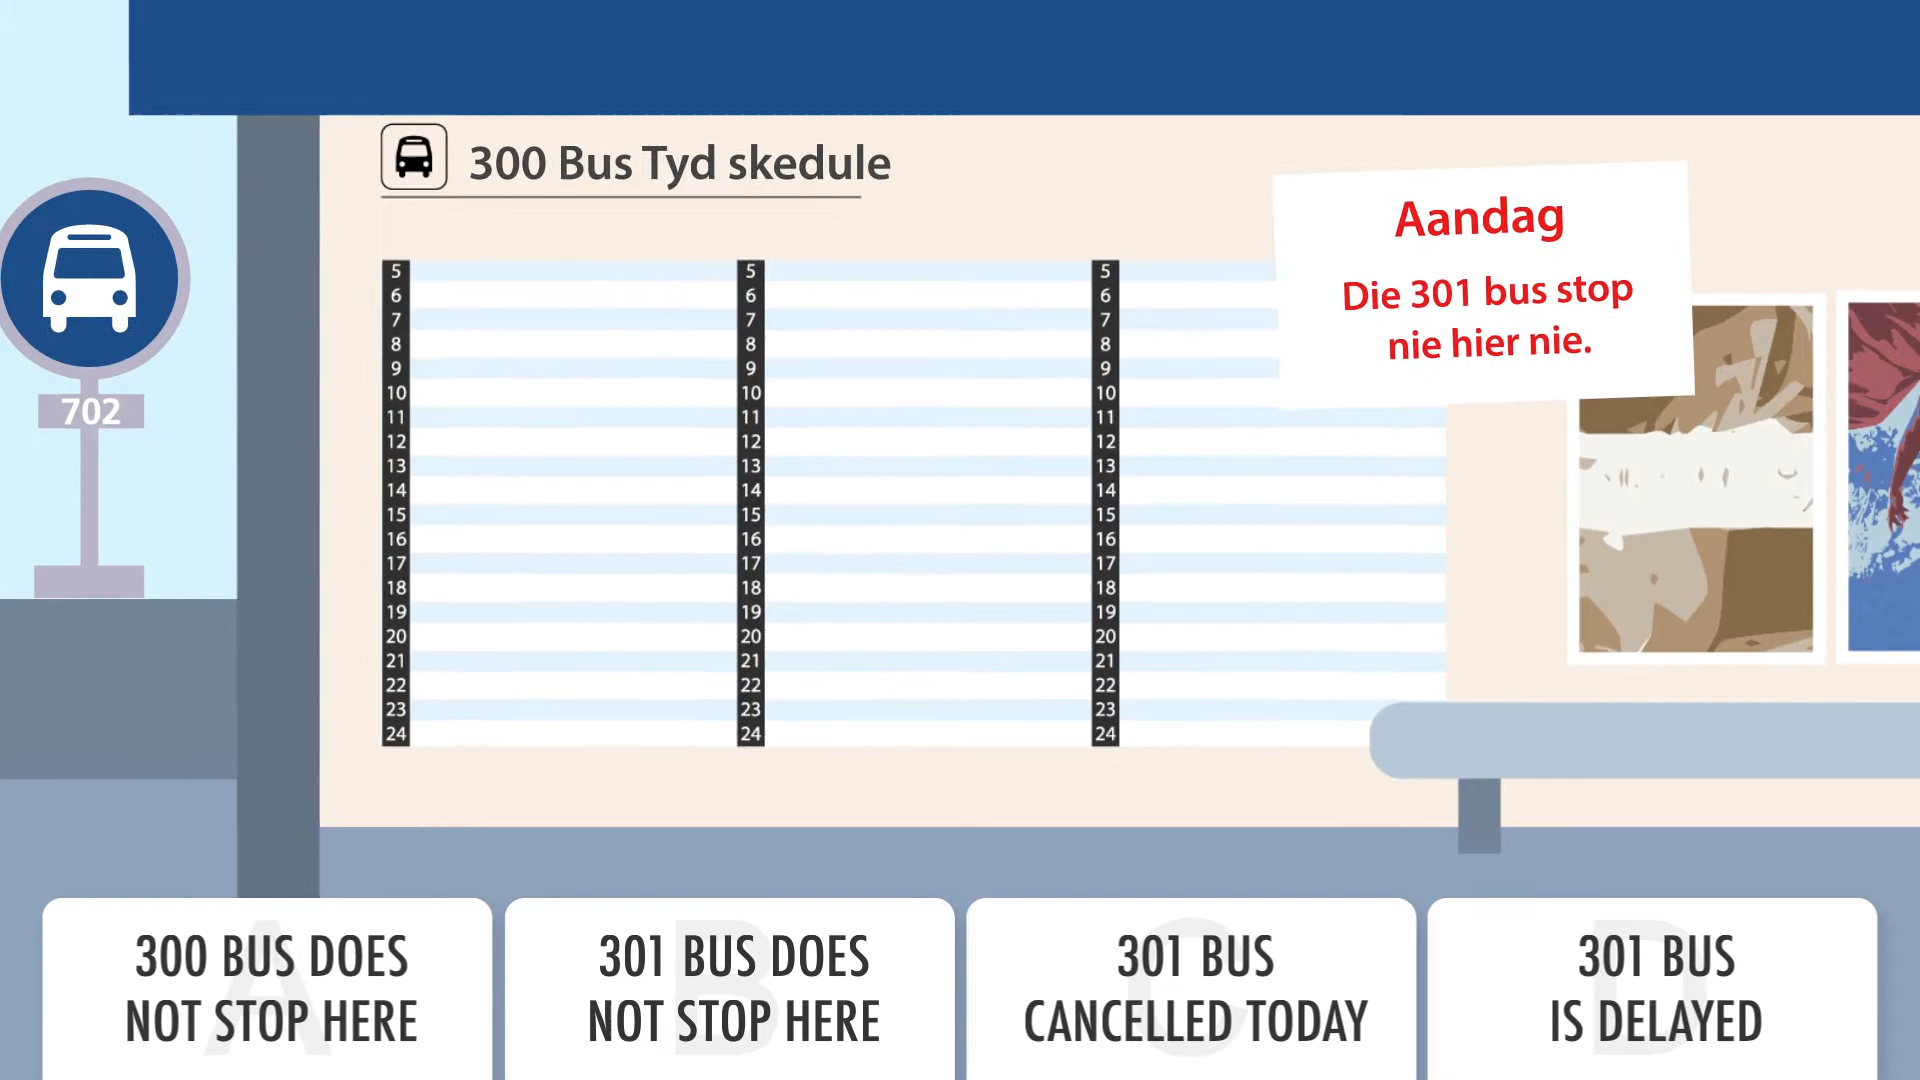 300 Bus Tyd skedule
Aandag
Die 301 bus stop
nie hier nie.
702
5 5 5
6 6 6
7 7 7
8 8 8
9 9 9
10 10 10
11 11 11
12 12 12
13 13 13
14 14 14
15 15 15
16 16 16
17 17 17
18 18 18
19 19 19
20 20 20
21 21 21
22 22 22
23 23 23
24 24 24
A
300 BUS DOES
NOT STOP HERE
B
301 BUS DOES
NOT STOP HERE
C
301 BUS
CANCELLED TODAY
D
301 BUS
IS DELAYED